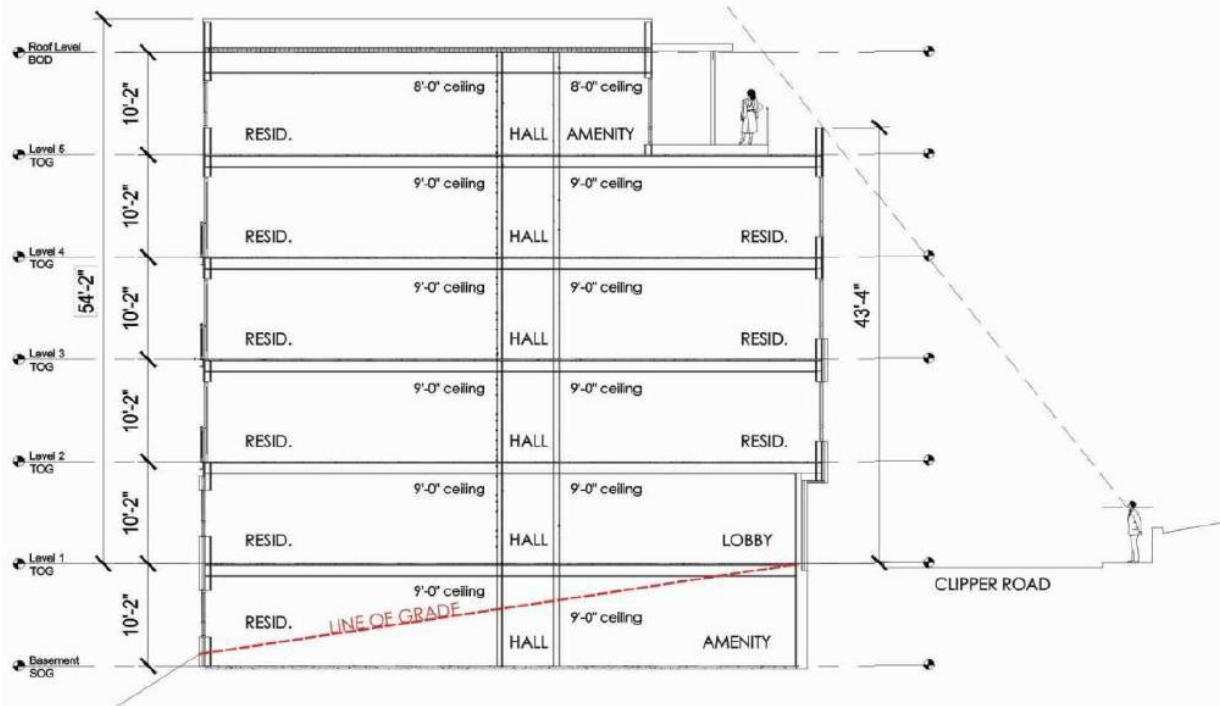 Roof Level
BOD
10'-2"
8'-0" ceiling
8'-0" ceiling
RESID.
HALL
AMENITY
Level 5
TOG
10'-2"
9'-0" ceiling
9'-0" ceiling
RESID.
HALL
RESID.
Level 4
TOG
54'-2"
10'-2"
9'-0" ceiling
9'-0" ceiling
43'-4"
RESID.
HALL
RESID.
Level 3
TOG
10'-2"
9'-0" ceiling
9'-0" ceiling
RESID.
HALL
RESID.
Level 2
TOG
10'-2"
9'-0" ceiling
9'-0" ceiling
RESID.
HALL
LOBBY
Level 1
TOG
CLIPPER ROAD
10'-2"
9'-0" ceiling
RESID.
LINE OF GRADE
9'-0" ceiling
HALL
AMENITY
Basement
SOG